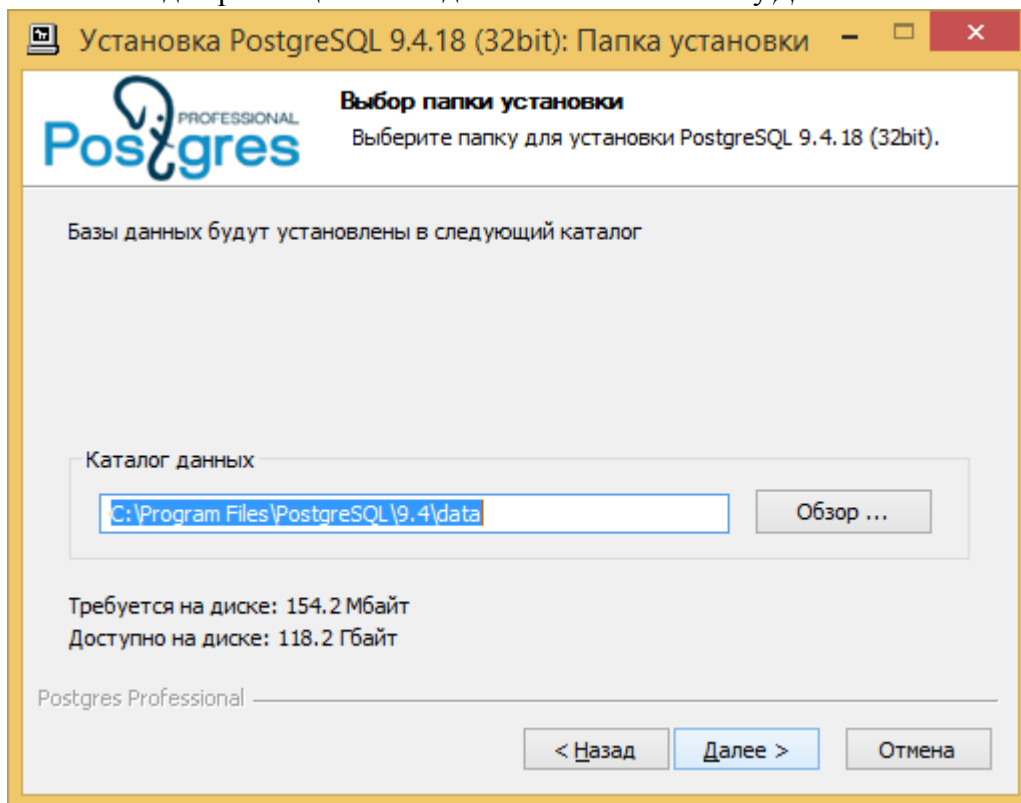 Установка PostgreSQL 9.4.18 (32bit): Папка установки
PROFESSIONAL
Postgres
Выбор папки установки
Выберите папку для установки PostgreSQL 9.4.18 (32bit).
Базы данных будут установлены в следующий каталог
Каталог данных
C:\Program Files\PostgreSQL\9.4\data
Обзор ...
Требуется на диске: 154.2 Мбайт
Доступно на диске: 118.2 Гбайт
Postgres Professional
< Назад
Далее >
Отмена